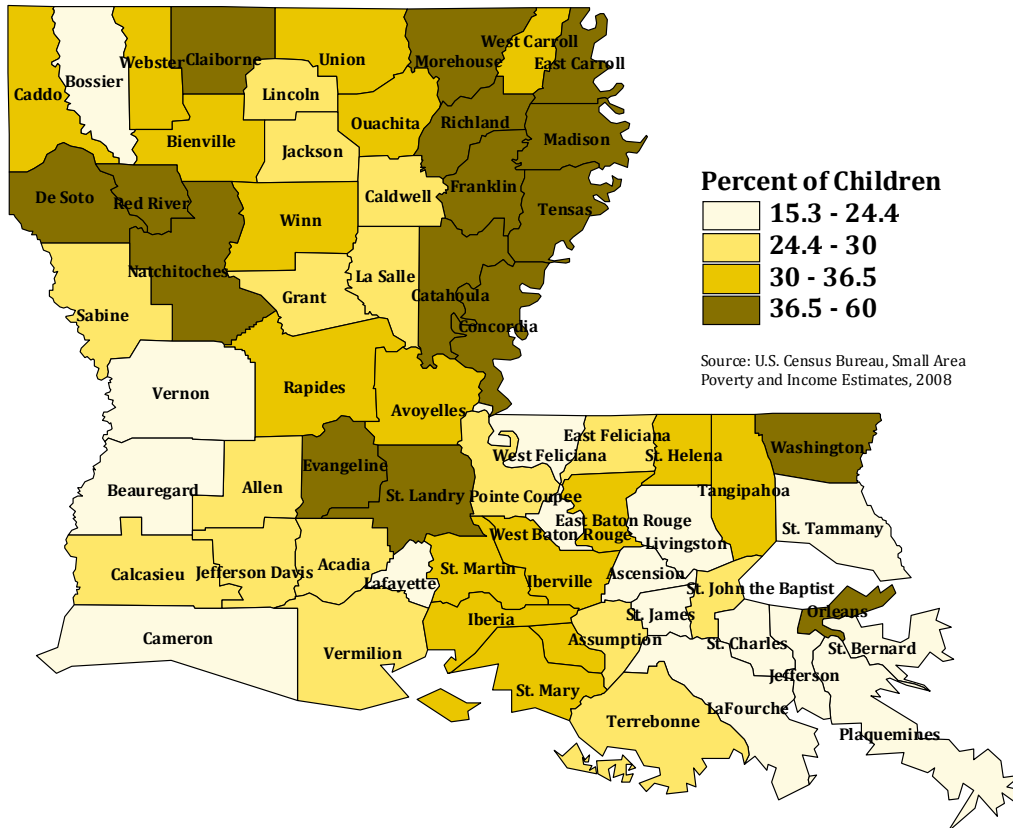 West Carroll
Webster
Claiborne
Union
Morehouse
East Carroll
Bossier
Caddo
Lincoln
Ouachita
Richland
Madison
Bienville
Jackson
Franklin
De Soto
Red River
Caldwell
Tensas
Winn
Natchitoches
La Salle
Catahoula
Grant
Sabine
Concordia
Vernon
Rapides
Avoyelles
East Feliciana
West Feliciana
St. Helena
Washington
Evangeline
Beauregard
Allen
St. Landry
Pointe Coupee
Tangipahoa
East Baton Rouge
St. Tammany
West Baton Rouge
Livingston
Acadia
Calcasieu
Jefferson Davis
Lafayette
St. Martin
Iberville
Ascension
St. John the Baptist
Orleans
St. James
Iberia
Cameron
Assumption
St. Charles
St. Bernard
Vermilion
Jefferson
St. Mary
LaFourche
Terrebonne
Plaquemines
Percent of Children
15.3 - 24.4
24.4 - 30
30 - 36.5
36.5 - 60
Source: U.S. Census Bureau, Small Area
Poverty and Income Estimates, 2008